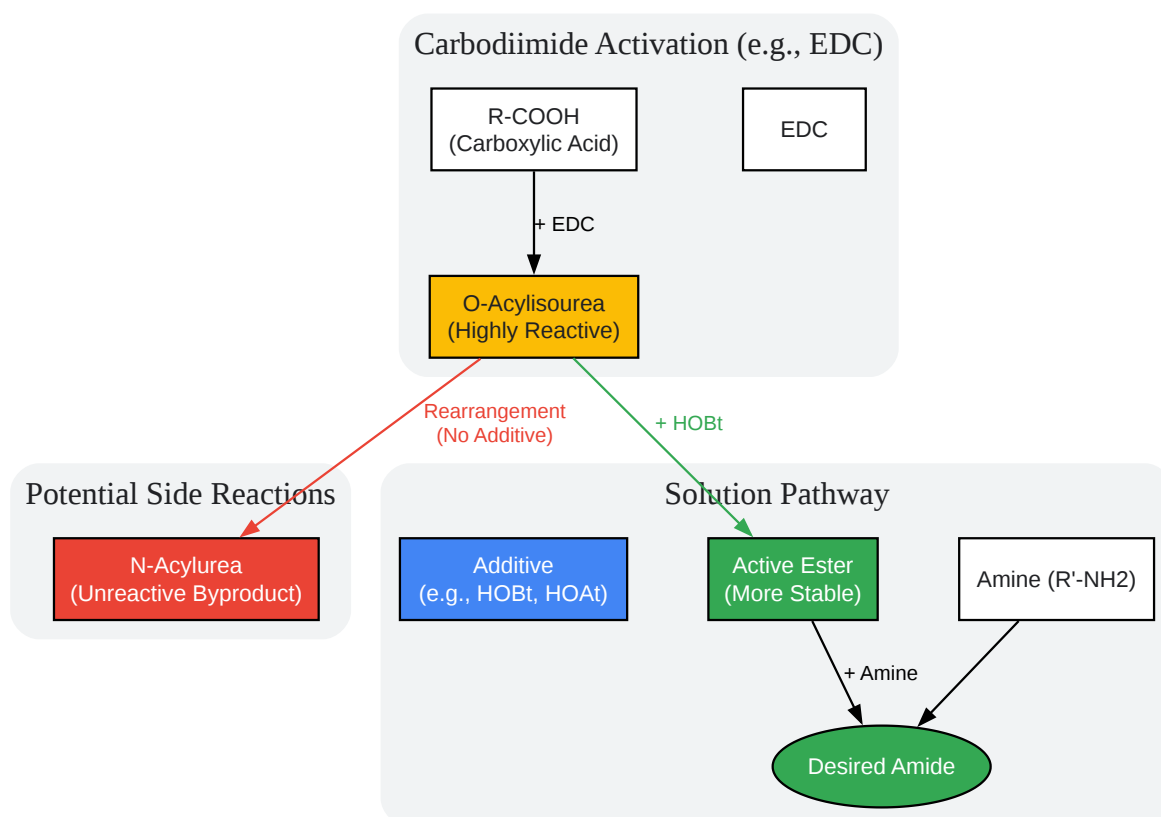 Carbodiimide Activation (e.g., EDC)
R-COOH
(Carboxylic Acid)
EDC
+ EDC
O-Acylisourea
(Highly Reactive)
Rearrangement
(No Additive)
+ HOBt
Potential Side Reactions
N-Acylurea
(Unreactive Byproduct)
Solution Pathway
Additive
(e.g., HOBt, HOAt)
Active Ester
(More Stable)
Amine (R'-NH2)
+ Amine
Desired Amide